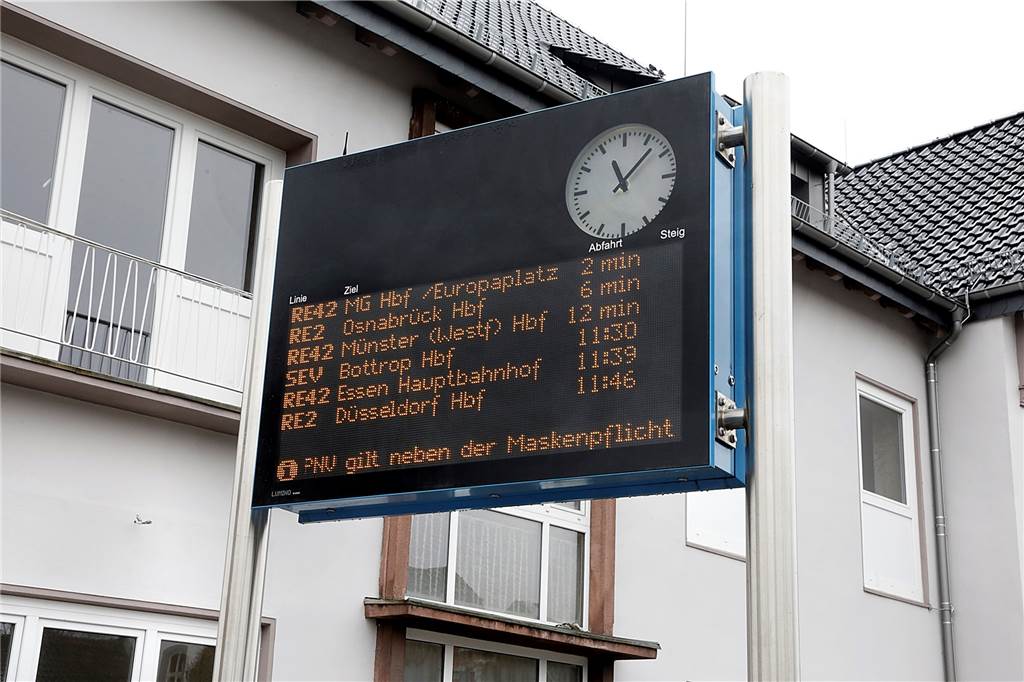 Abfahrt Steig
Linie Ziel
RE42 MG Hbf /Europaplatz 2 min
RE2 Osnabrück Hbf 6 min
RE42 Münster (Westf) Hbf 12 min
SEV Bottrop Hbf 11:30
RE42 Essen Hauptbahnhof 11:39
RE2 Düsseldorf Hbf 11:46
i PNV gilt neben der Maskenpflicht
LUMINO